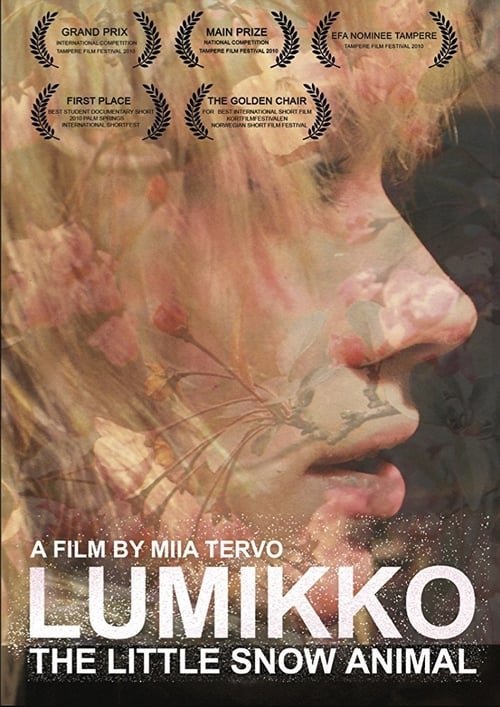 GRAND PRIX
INTERNATIONAL COMPETITION
TAMPERE FILM FESTIVAL 2010
MAIN PRIZE
NATIONAL COMPETITION
TAMPERE FILM FESTIVAL 2010
EFA NOMINEE TAMPERE
TAMPERE FILM FESTIVAL 2010
FIRST PLACE
BEST STUDENT DOCUMENTARY SHORT
2010 PALM SPRINGS
INTERNATIONAL SHORTFEST
THE GOLDEN CHAIR
FOR BEST INTERNATIONAL SHORT FILM
KORTFILMFESTIVALEN
NORWEGIAN SHORT FILM FESTIVAL
A FILM BY MIIA TERVO
LUMIKKO
THE LITTLE SNOW ANIMAL